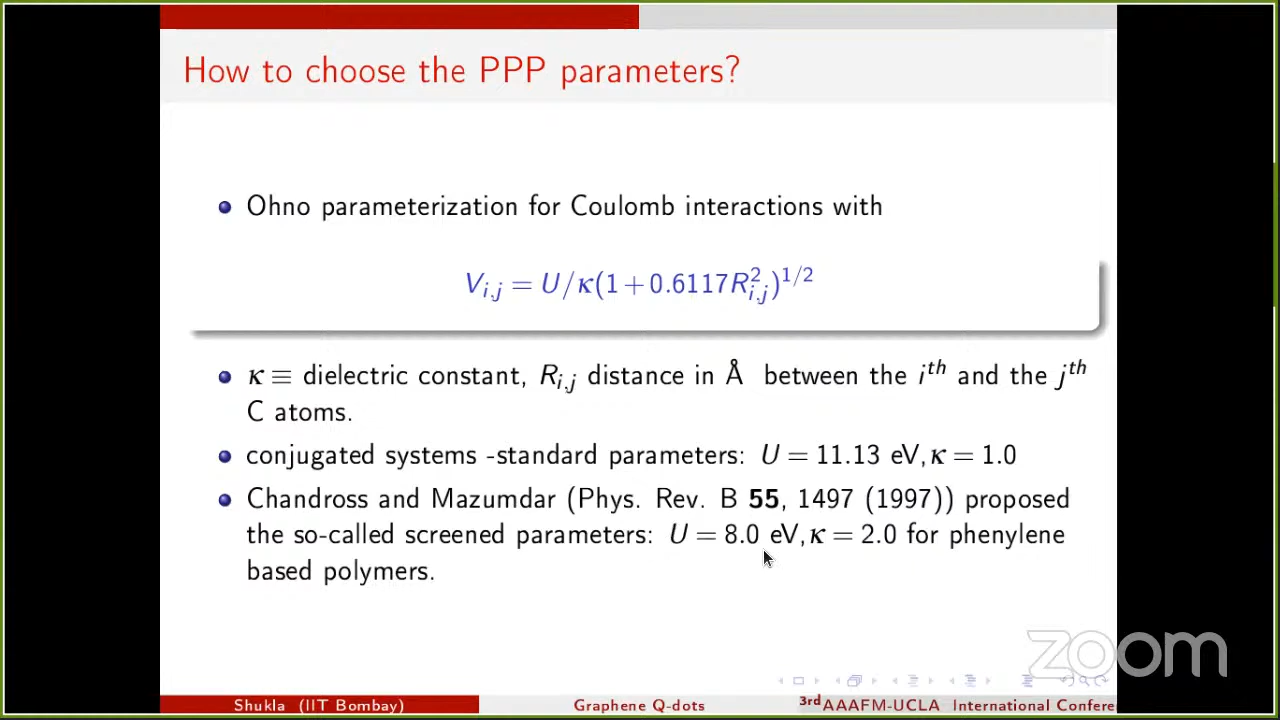 How to choose the PPP parameters?
Ohno parameterization for Coulomb interactions with
V_{i,j} = U/κ(1+0.6117R_{i,j}^2)^{1/2}
κ ≡ dielectric constant, R_{i,j} distance in Å between the i^{th} and the j^{th}
C atoms.
conjugated systems -standard parameters: U = 11.13 eV, κ = 1.0
Chandross and Mazumdar (Phys. Rev. B 55, 1497 (1997)) proposed
the so-called screened parameters: U = 8.0 eV, κ = 2.0 for phenylene
based polymers.
zoom
Shukla (IIT Bombay) Graphene Q-dots 3rd AAAFM-UCLA International Confer